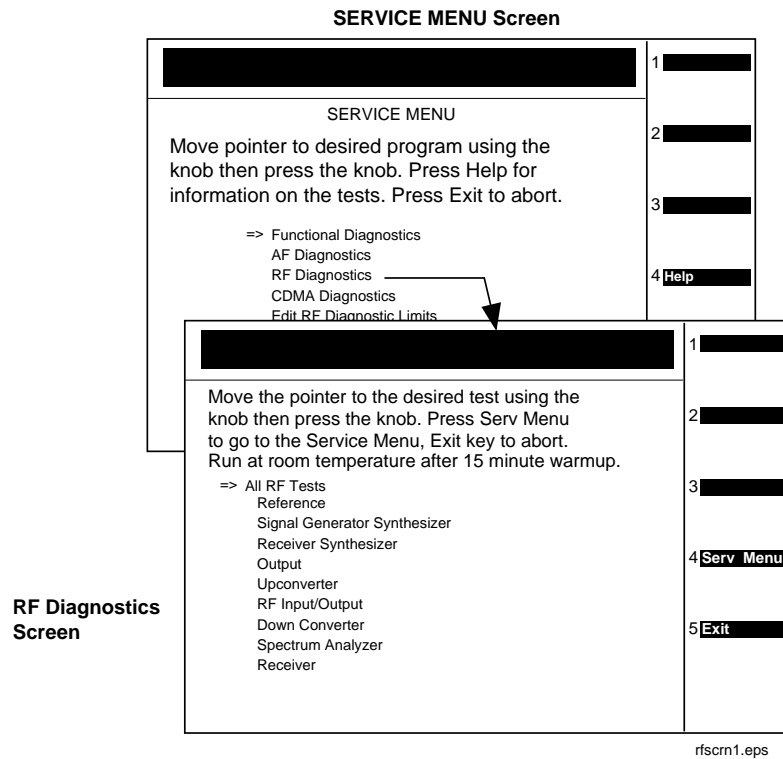 SERVICE MENU Screen
1
SERVICE MENU
2
Move pointer to desired program using the
knob then press the knob. Press Help for
information on the tests. Press Exit to abort.
3
=> Functional Diagnostics
AF Diagnostics
RF Diagnostics
4 Help
CDMA Diagnostics
Edit RF Diagnostic Limits
1
Move the pointer to the desired test using the
knob then press the knob. Press Serv Menu
to go to the Service Menu, Exit key to abort.
Run at room temperature after 15 minute warmup.
2
=> All RF Tests
Reference
Signal Generator Synthesizer
Receiver Synthesizer
Output
Upconverter
RF Input/Output
Down Converter
Spectrum Analyzer
Receiver
3
4 Serv Menu
5 Exit
RF Diagnostics
Screen
rfscrn1.eps